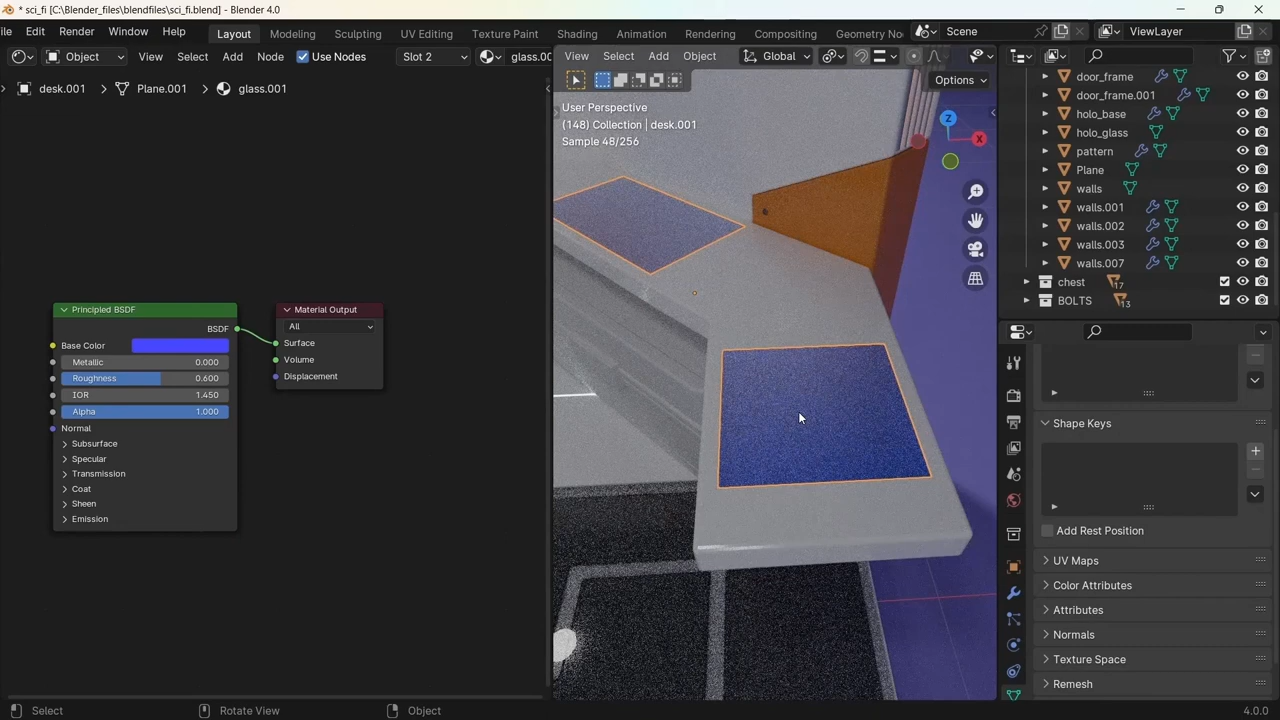 * sci_fi [C:\Blender_files\blendfiles\sci_fi.blend] - Blender 4.0
ile Edit Render Window Help Layout Modeling Sculpting UV Editing Texture Paint Shading Animation Rendering Compositing Geometry No Scene ViewLayer
Object View Select Add Node Use Nodes Slot 2 glass.00
View Select Add Object Global
Options
desk.001 Plane.001 glass.001
User Perspective
(148) Collection | desk.001
Sample 48/256
Z
X
Principled BSDF
BSDF
Base Color
Metallic 0.000
Roughness 0.600
IOR 1.450
Alpha 1.000
Normal
Subsurface
Specular
Transmission
Coat
Sheen
Emission
Material Output
All
Surface
Volume
Displacement
door_frame
door_frame.001
holo_base
holo_glass
pattern
Plane
walls
walls.001
walls.002
walls.003
walls.007
chest 17
BOLTS 13
Shape Keys
Add Rest Position
UV Maps
Color Attributes
Attributes
Normals
Texture Space
Remesh
Select Rotate View Object 4.0.0